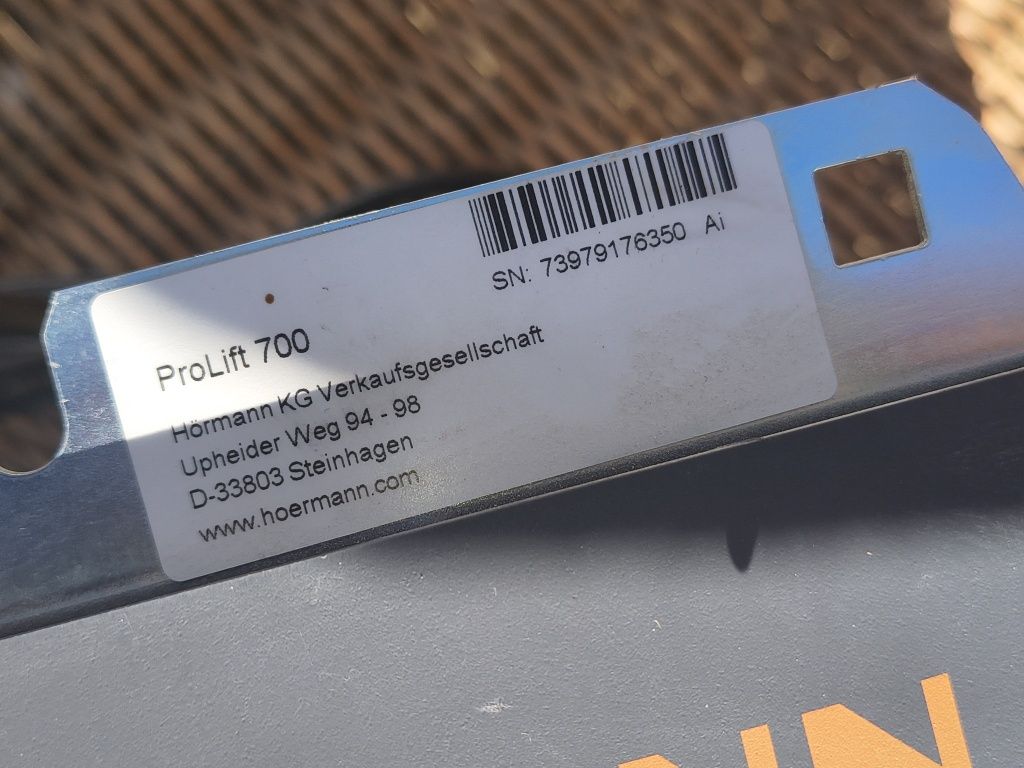 SN: 73979176350 Ai
ProLift 700
Hörmann KG Verkaufsgesellschaft
Upheider Weg 94 - 98
D-33803 Steinhagen
www.hoermann.com